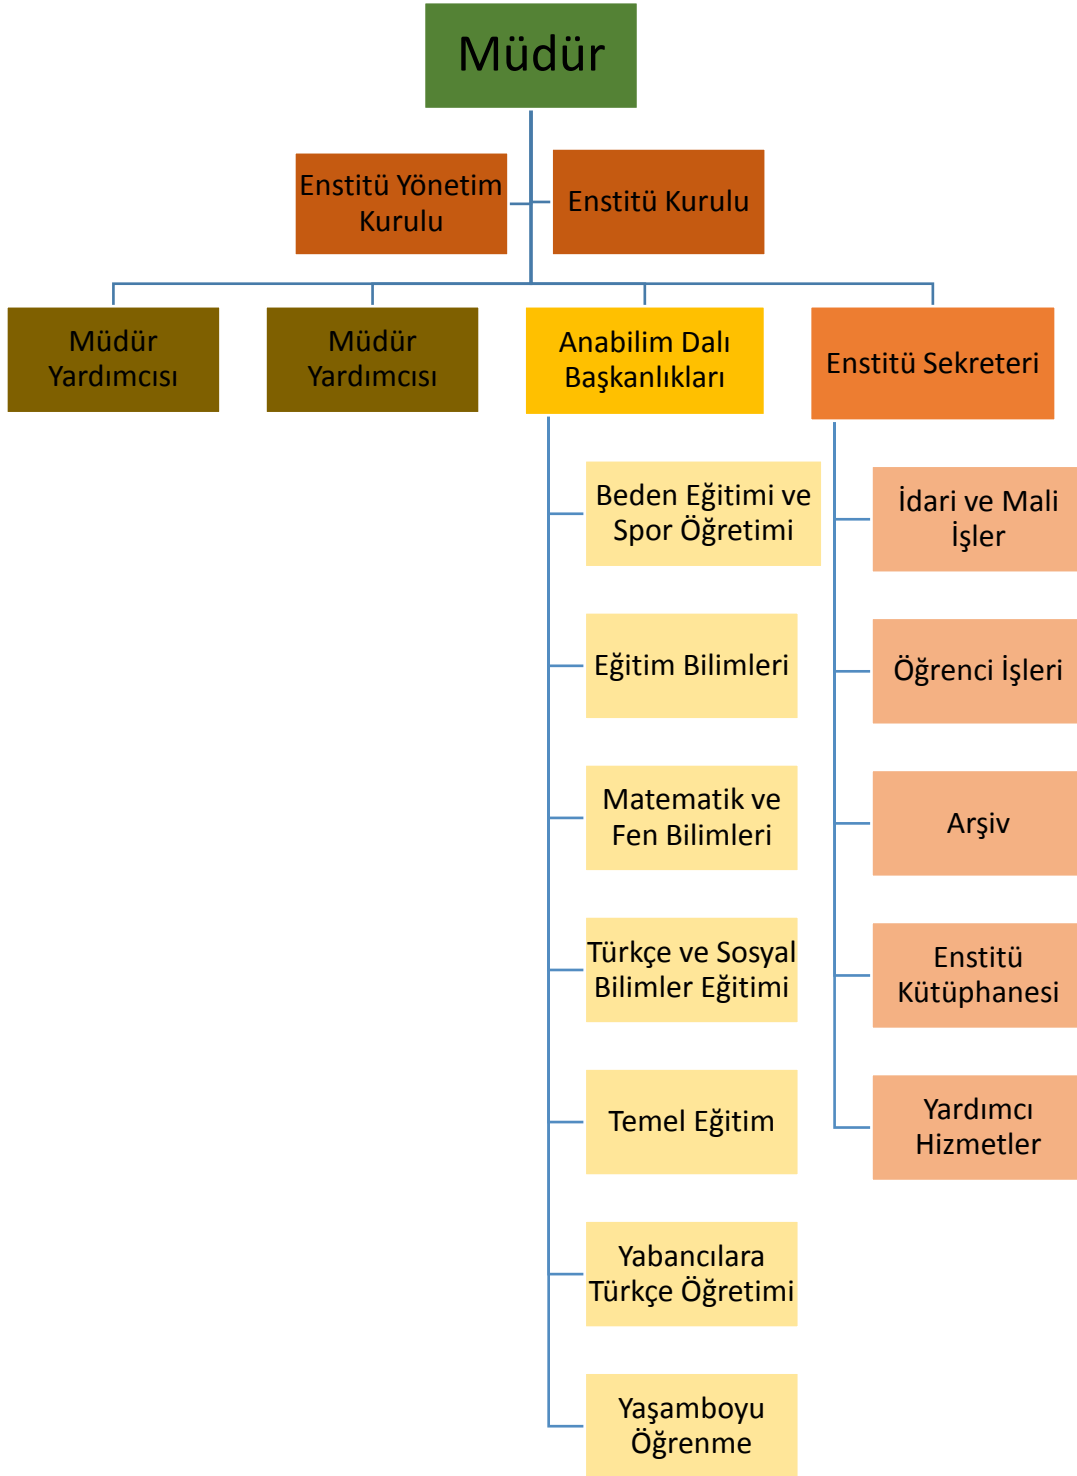 Müdür
Enstitü Yönetim
Kurulu
Enstitü Kurulu
Müdür
Yardımcısı
Müdür
Yardımcısı
Anabilim Dalı
Başkanlıkları
Enstitü Sekreteri
Beden Eğitimi ve
Spor Öğretimi
Eğitim Bilimleri
Matematik ve
Fen Bilimleri
Türkçe ve Sosyal
Bilimler Eğitimi
Temel Eğitim
Yabancılara
Türkçe Öğretimi
Yaşamboyu
Öğrenme
İdari ve Mali
İşler
Öğrenci İşleri
Arşiv
Enstitü
Kütüphanesi
Yardımcı
Hizmetler